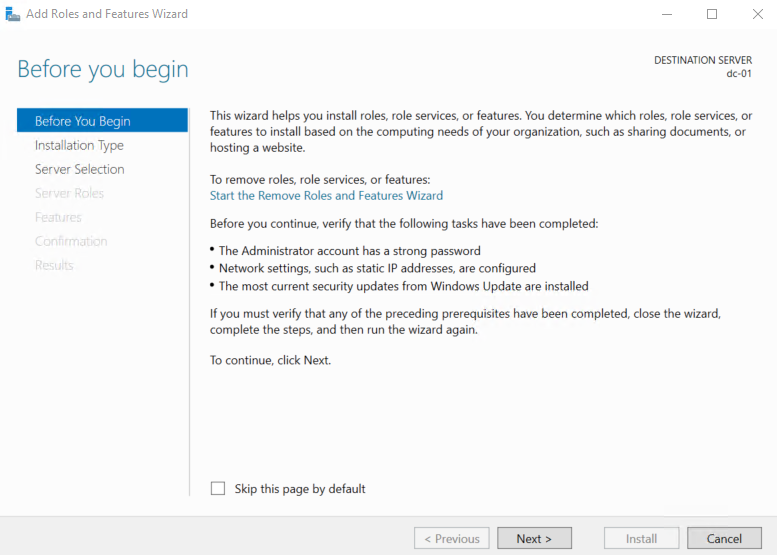 Add Roles and Features Wizard
Before you begin
DESTINATION SERVER
dc-01
Before You Begin
Installation Type
Server Selection
Server Roles
Features
Confirmation
Results
This wizard helps you install roles, role services, or features. You determine which roles, role services, or
features to install based on the computing needs of your organization, such as sharing documents, or
hosting a website.
To remove roles, role services, or features:
Start the Remove Roles and Features Wizard
Before you continue, verify that the following tasks have been completed:
• The Administrator account has a strong password
• Network settings, such as static IP addresses, are configured
• The most current security updates from Windows Update are installed
If you must verify that any of the preceding prerequisites have been completed, close the wizard,
complete the steps, and then run the wizard again.
To continue, click Next.
Skip this page by default
< Previous
Next >
Install
Cancel